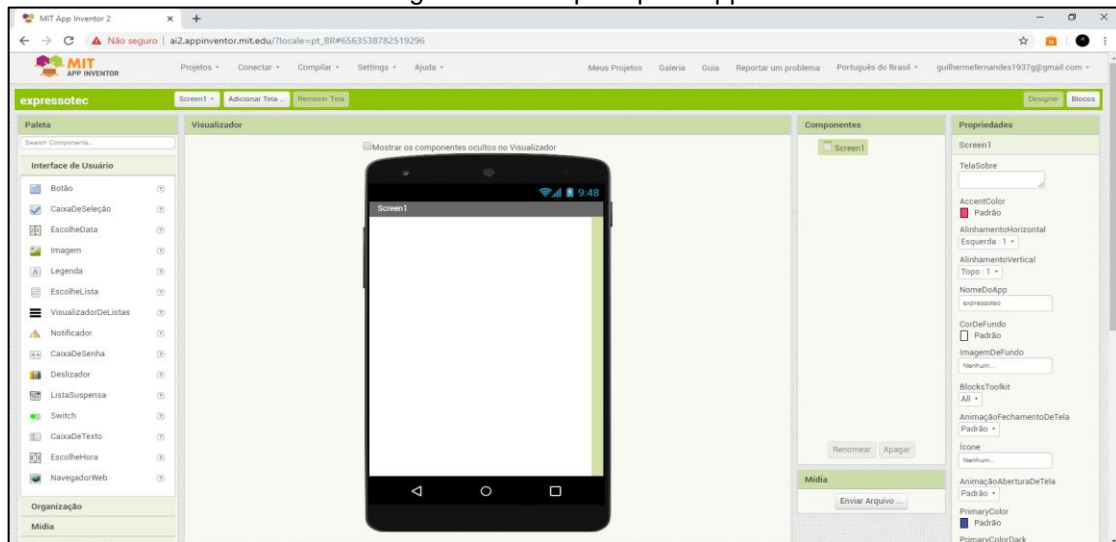 MIT App Inventor 2
Não seguro | ai2.appinventor.mit.edu/?locale=pt_BR#6563538782519296
MIT
APP INVENTOR
Projetos Conectar Compilar Settings Ajuda Meus Projetos Galeria Guia Reportar um problema Português do Brasil guilhermefernandes1937g@gmail.com
expressotec Screen1 Adicionar Tela ... Remover Tela Designer Blocos
Paleta
Search Components...
Interface de Usuário
Botão
CaixaDeSeleção
EscolheData
Imagem
Legenda
EscolheLista
VisualizadorDeListas
Notificador
CaixaDeSenha
Deslizador
ListaSuspensa
Switch
CaixaDeTexto
EscolheHora
NavegadorWeb
Organização
Mídia
Visualizador
Mostrar os componentes ocultos no Visualizador
9:48
Screen1
Componentes
Screen1
Renomear Apagar
Mídia
Enviar Arquivo ...
Propriedades
Screen1
TelaSobre
AccentColor
Padrão
AlinhamentoHorizontal
Esquerda : 1
AlinhamentoVertical
Topo : 1
NomeDoApp
expressotec
CorDeFundo
Padrão
ImagemDeFundo
Nenhum...
BlocksToolkit
All
AnimaçãoFechamentoDeTela
Padrão
Ícone
Nenhum...
AnimaçãoAberturaDeTela
Padrão
PrimaryColor
Padrão
PrimaryColorDark